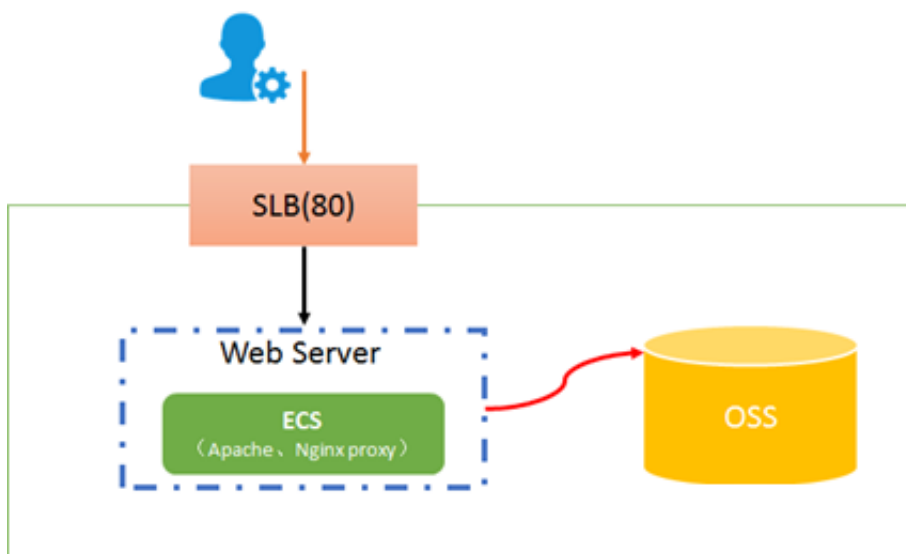 SLB(80)
Web Server
ECS
（Apache、Nginx proxy）
OSS